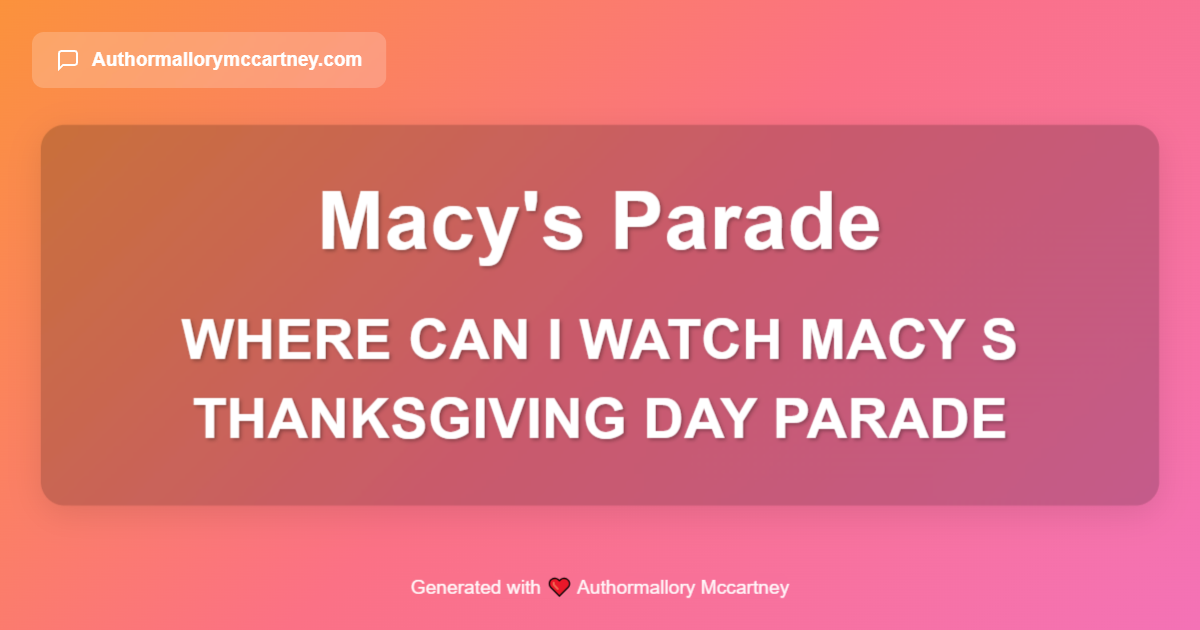 Authormallorymccartney.com
Macy's Parade
WHERE CAN I WATCH MACY S
THANKSGIVING DAY PARADE
Generated with ❤️ Authormallory Mccartney